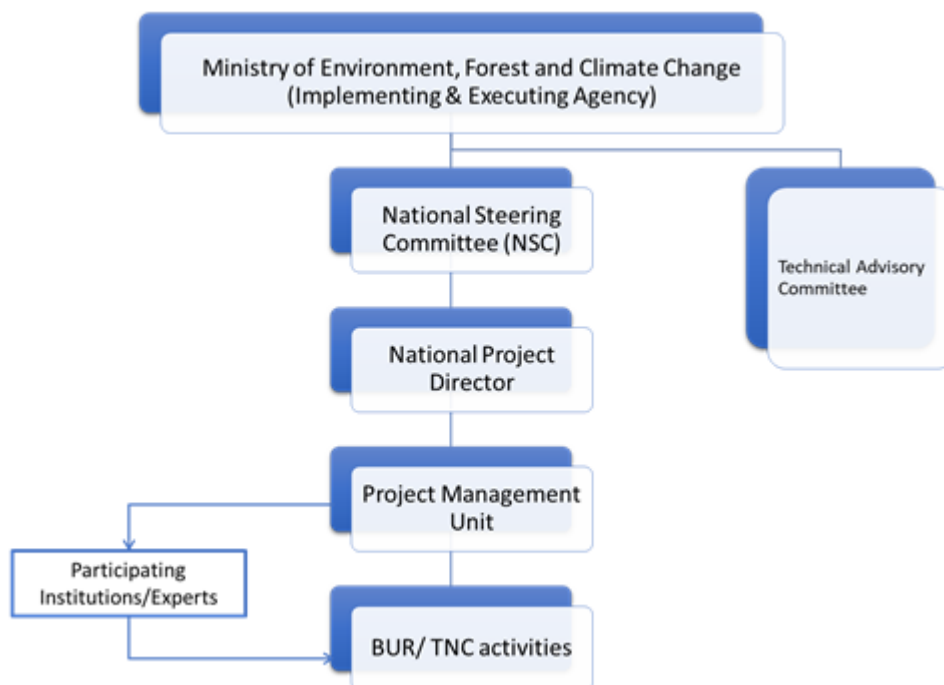 Ministry of Environment, Forest and Climate Change
(Implementing & Executing Agency)
National Steering
Committee (NSC)
Technical Advisory
Committee
National Project
Director
Project Management
Unit
Participating
Institutions/Experts
BUR/ TNC activities